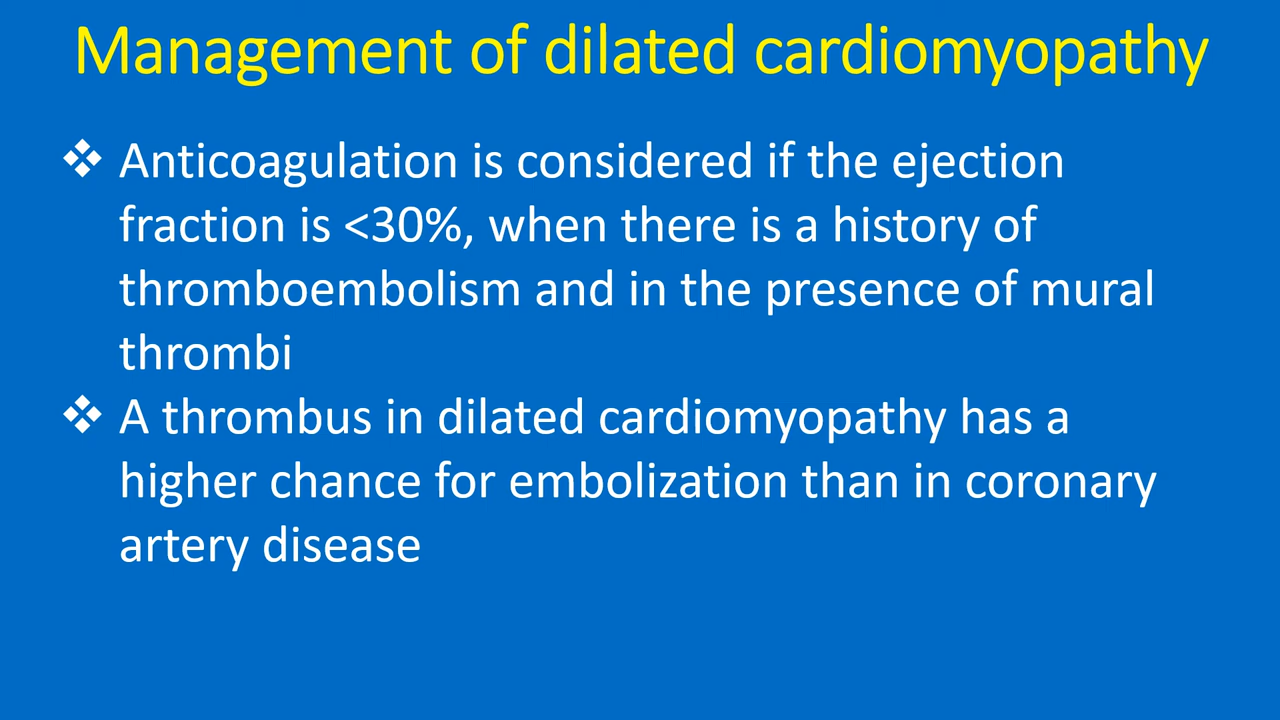 Management of dilated cardiomyopathy
❖ Anticoagulation is considered if the ejection
fraction is <30%, when there is a history of
thromboembolism and in the presence of mural
thrombi
❖ A thrombus in dilated cardiomyopathy has a
higher chance for embolization than in coronary
artery disease